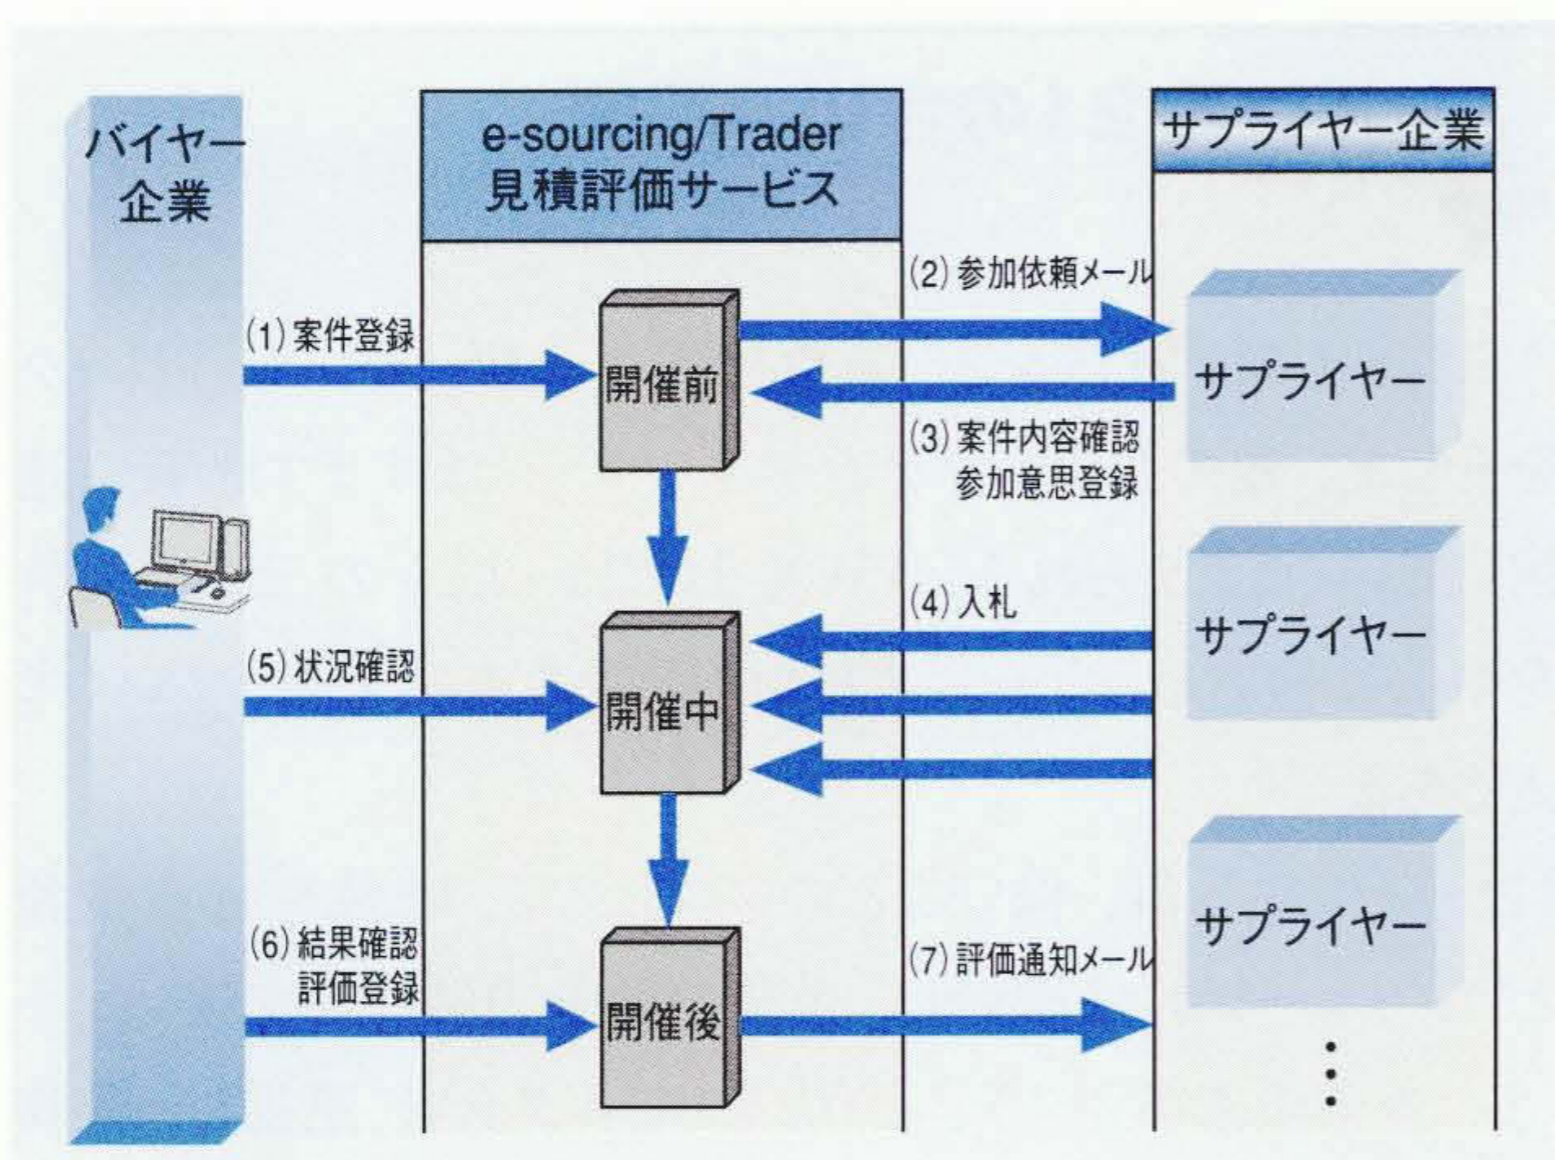 バイヤー
企業
e-sourcing/Trader
見積評価サービス
サプライヤー企業
(1)案件登録
開催前
(2)参加依頼メール
(3)案件内容確認
参加意思登録
サプライヤー
(4)入札
サプライヤー
(5)状況確認
開催中
サプライヤー
(6)結果確認
評価登録
開催後
(7)評価通知メール